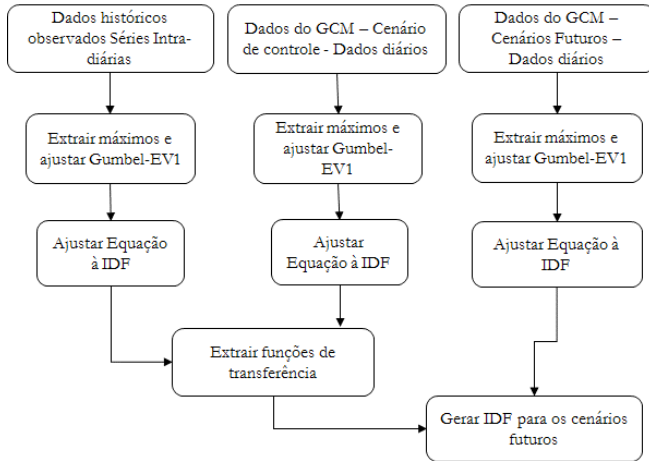 Dados históricos
observados Séries Intra-
diárias
Dados do GCM – Cenário
de controle - Dados diários
Dados do GCM –
Cenários Futuros –
Dados diários
Extrair máximos e
ajustar Gumbel-EV1
Extrair máximos e
ajustar Gumbel-
EV1
Extrair máximos e
ajustar Gumbel-EV1
Ajustar Equação
à IDF
Ajustar
Equação à IDF
Ajustar Equação à
IDF
Extrair funções de
transferência
Gerar IDF para os cenários
futuros